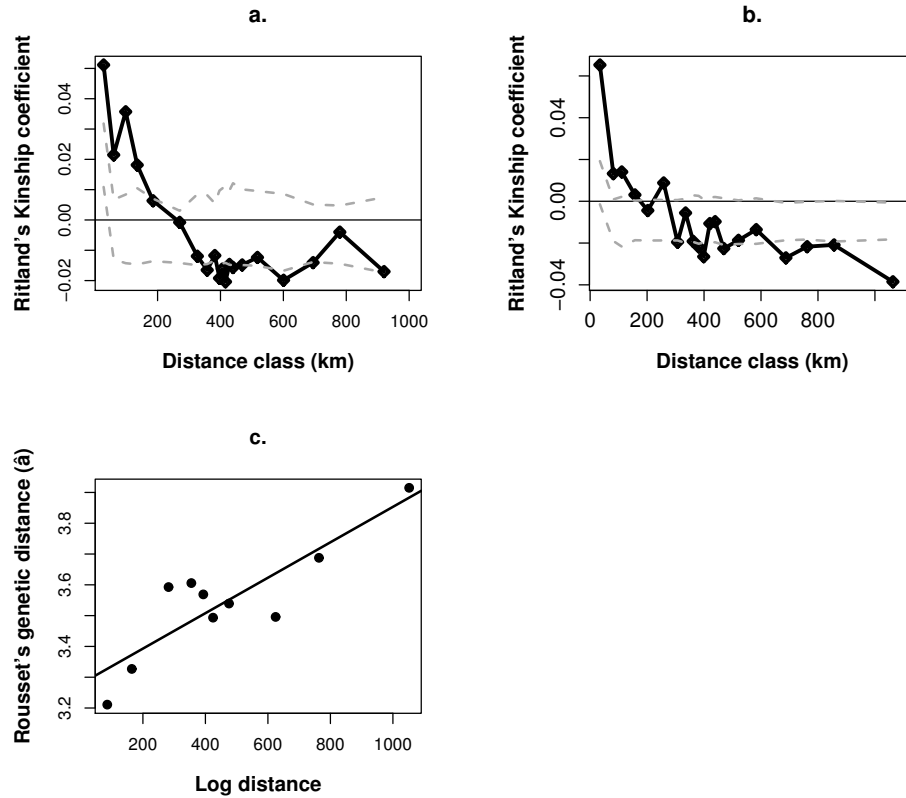 a.
Ritland's Kinship coefficient
−0.02 0.00 0.02 0.04
200 400 600 800 1000
Distance class (km)
b.
Ritland's Kinship coefficient
−0.04 0.00 0.04
0 200 400 600 800
Distance class (km)
c.
Rousset's genetic distance (â)
3.2 3.4 3.6 3.8
200 400 600 800 1000
Log distance